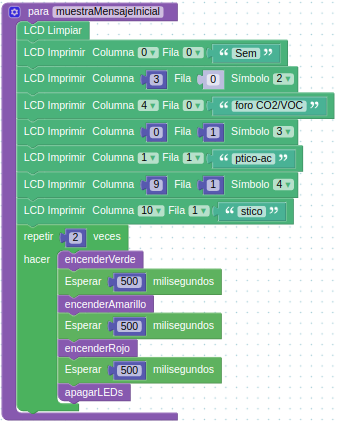 para muestraMensajeInicial
LCD Limpiar
LCD Imprimir Columna 0 Fila 0 “ Sem ”
LCD Imprimir Columna 3 Fila 0 Símbolo 2
LCD Imprimir Columna 4 Fila 0 “ foro CO2/VOC ”
LCD Imprimir Columna 0 Fila 1 Símbolo 3
LCD Imprimir Columna 1 Fila 1 “ ptico-ac ”
LCD Imprimir Columna 9 Fila 1 Símbolo 4
LCD Imprimir Columna 10 Fila 1 “ stico ”
repetir 2 veces
hacer encenderVerde
Esperar 500 milisegundos
encenderAmarillo
Esperar 500 milisegundos
encenderRojo
Esperar 500 milisegundos
apagarLEDs